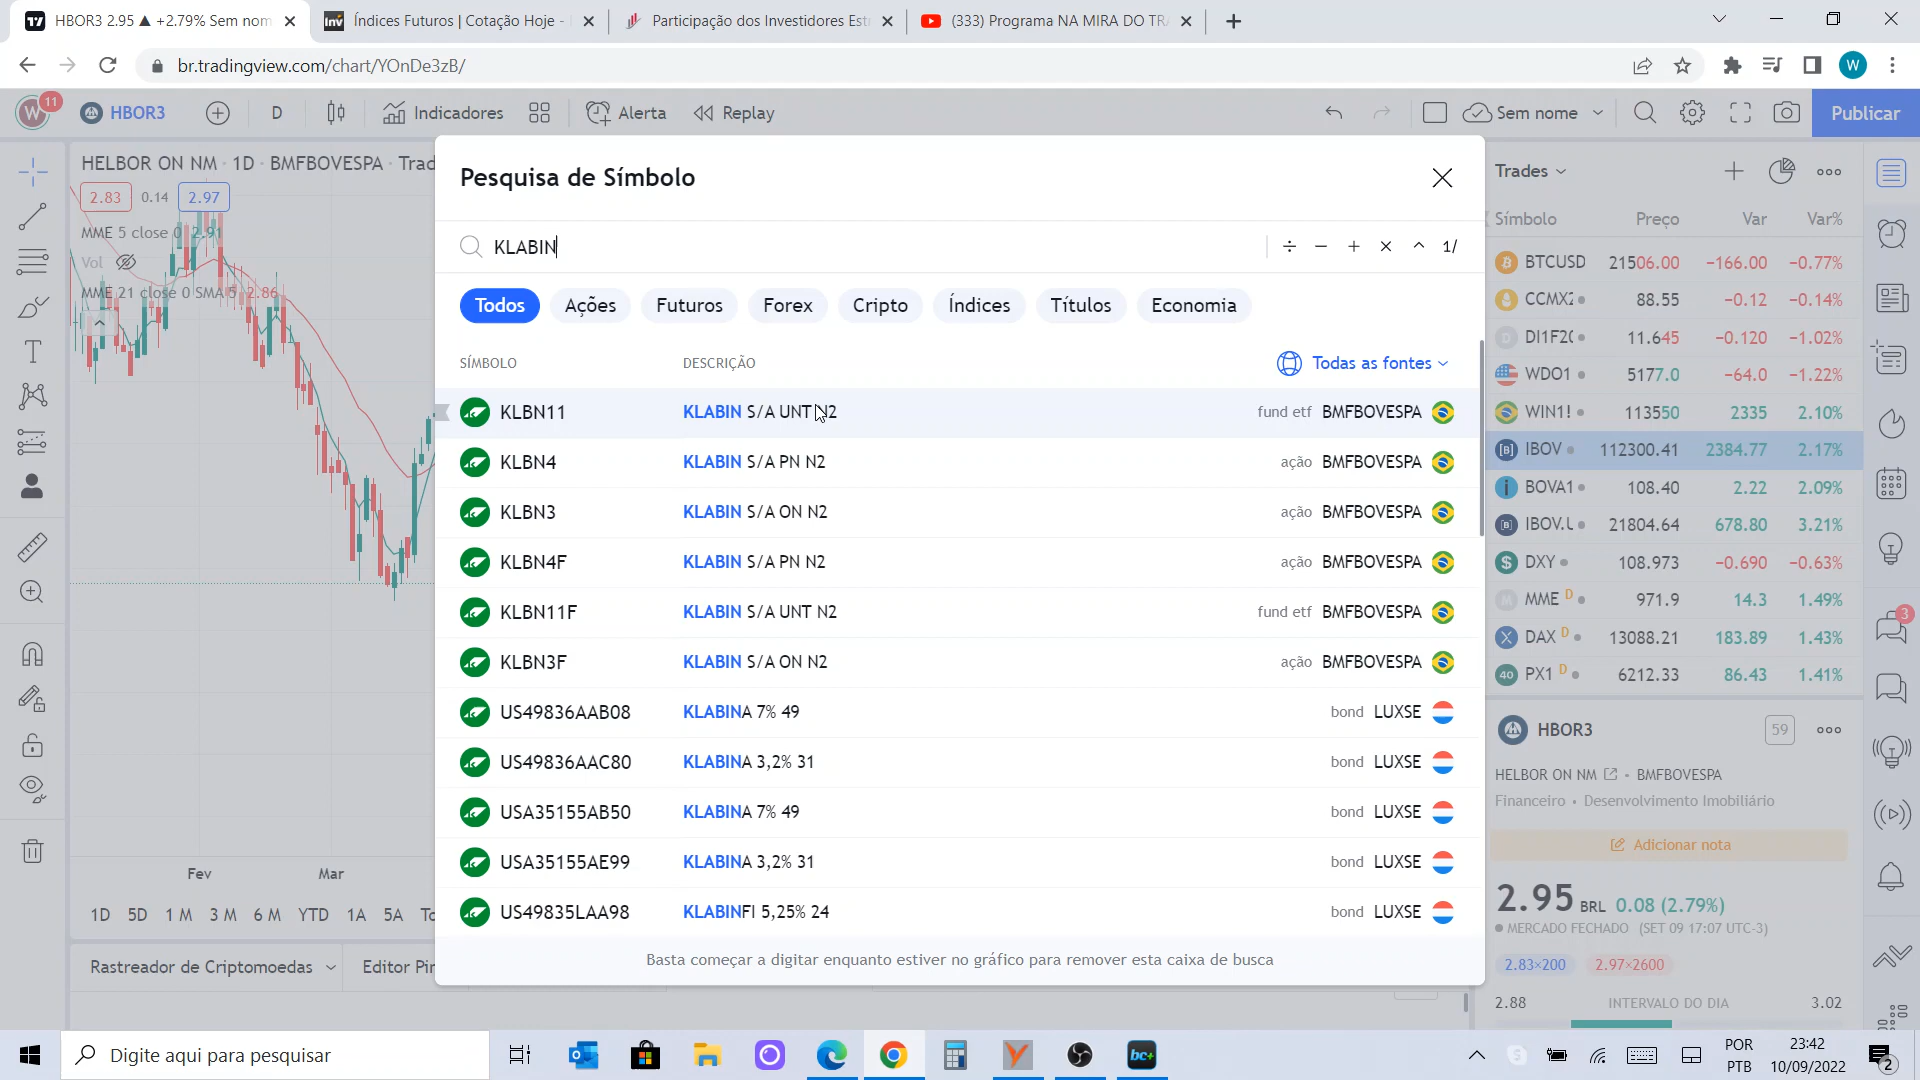 HBOR3 2.95 ▲ +2.79% Sem nom
Índices Futuros | Cotação Hoje -
Participação dos Investidores Est
(333) Programa NA MIRA DO TR
br.tradingview.com/chart/YOnDe3zB/
W
W
11
HBOR3
D
Indicadores
Alerta
Replay
Sem nome
Publicar
HELBOR ON NM · 1D · BMFBOVESPA · Trad
2.83
0.14
2.97
MME 5 close 0 2.91
Vol
MME 21 close 0 SMA 5 2.86
Fev
Mar
1D 5D 1 M 3 M 6 M YTD 1A 5A To
Rastreador de Criptomoedas
Editor Pin
Pesquisa de Símbolo
KLABIN
÷ − + × ^ 1/
Todos Ações Futuros Forex Cripto Índices Títulos Economia
SÍMBOLO DESCRIÇÃO Todas as fontes
KLBN11 KLABIN S/A UNT N2 fund etf BMFBOVESPA
KLBN4 KLABIN S/A PN N2 ação BMFBOVESPA
KLBN3 KLABIN S/A ON N2 ação BMFBOVESPA
KLBN4F KLABIN S/A PN N2 ação BMFBOVESPA
KLBN11F KLABIN S/A UNT N2 fund etf BMFBOVESPA
KLBN3F KLABIN S/A ON N2 ação BMFBOVESPA
US49836AAB08 KLABINA 7% 49 bond LUXSE
US49836AAC80 KLABINA 3,2% 31 bond LUXSE
USA35155AB50 KLABINA 7% 49 bond LUXSE
USA35155AE99 KLABINA 3,2% 31 bond LUXSE
US49835LAA98 KLABINFI 5,25% 24 bond LUXSE
Basta começar a digitar enquanto estiver no gráfico para remover esta caixa de busca
Trades
Símbolo Preço Var Var%
BTCUSD 21506.00 −166.00 −0.77%
CCMX2 88.55 −0.12 −0.14%
DI1F2( 11.645 −0.120 −1.02%
WDO1 5177.0 −64.0 −1.22%
WIN1! 113550 2335 2.10%
IBOV 112300.41 2384.77 2.17%
BOVA1 108.40 2.22 2.09%
IBOV.U 21804.64 678.80 3.21%
DXY 108.973 −0.690 −0.63%
MME D 971.9 14.3 1.49%
DAX D 13088.21 183.89 1.43%
PX1 D 6212.33 86.43 1.41%
3
HBOR3
59
HELBOR ON NM • BMFBOVESPA
Financeiro • Desenvolvimento Imobiliário
Adicionar nota
2.95 BRL 0.08 (2.79%)
MERCADO FECHADO (SET 09 17:07 UTC-3)
2.83×200 2.97×2600
2.88 INTERVALO DO DIA 3.02
Digite aqui para pesquisar
bc+
POR
PTB
23:42
10/09/2022
2